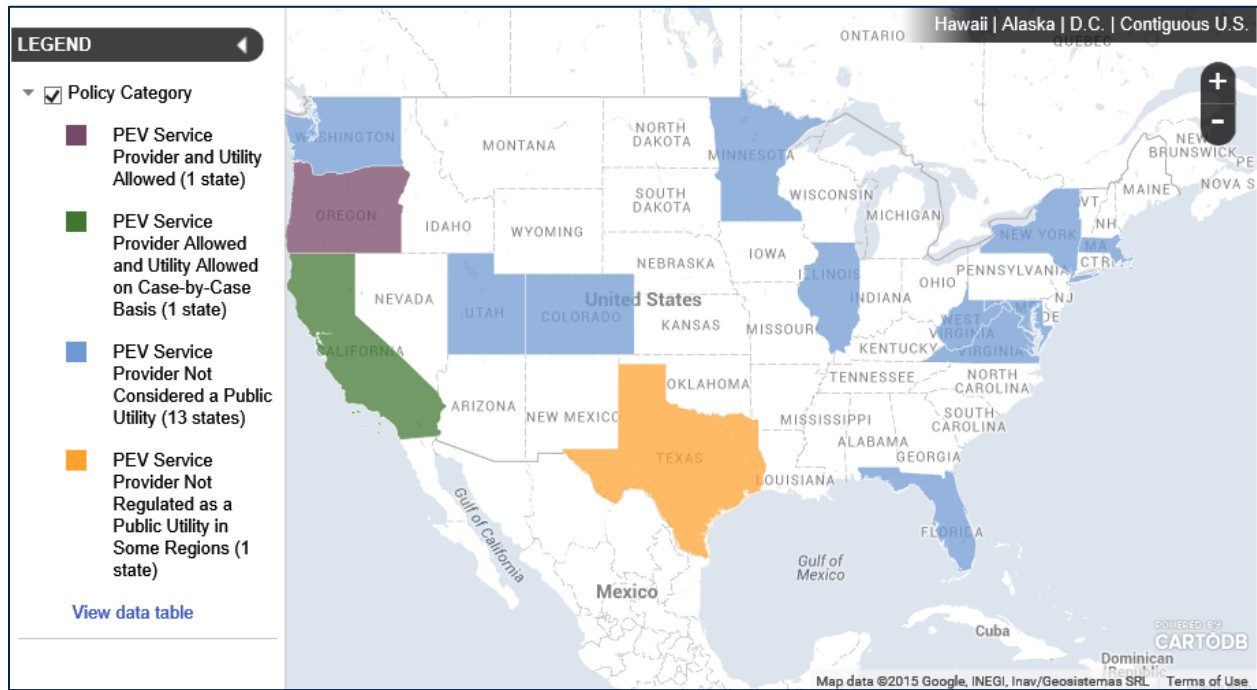 LEGEND
Policy Category
PEV Service
Provider and Utility
Allowed (1 state)
PEV Service
Provider Allowed
and Utility Allowed
on Case-by-Case
Basis (1 state)
PEV Service
Provider Not
Considered a Public
Utility (13 states)
PEV Service
Provider Not
Regulated as a
Public Utility in
Some Regions (1
state)
View data table
Hawaii | Alaska | D.C. | Contiguous U.S.
+
-
ONTARIO
QUEBEC
WASHINGTON
MONTANA
NORTH
DAKOTA
MINNESOTA
NEW
BRUNSWICK
PE
MAINE
NOVA S
OREGON
IDAHO
WYOMING
SOUTH
DAKOTA
WISCONSIN
MICHIGAN
VT
NH
NEW YORK
MA
CT
RI
NEBRASKA
IOWA
ILLINOIS
INDIANA
OHIO
PENNSYLVANIA
NJ
NEVADA
UTAH
COLORADO
United States
KANSAS
MISSOURI
WEST
VIRGINIA
MD
DE
KENTUCKY
VIRGINIA
CALIFORNIA
ARIZONA
NEW MEXICO
OKLAHOMA
TENNESSEE
NORTH
CAROLINA
MISSISSIPPI
SOUTH
CAROLINA
ALABAMA
GEORGIA
TEXAS
LOUISIANA
FLORIDA
Gulf of California
Gulf of
Mexico
Mexico
Cuba
Dominican
Republic
POWERED BY
CARTODB
Map data ©2015 Google, INEGI, Inav/Geosistemas SRL
Terms of Use